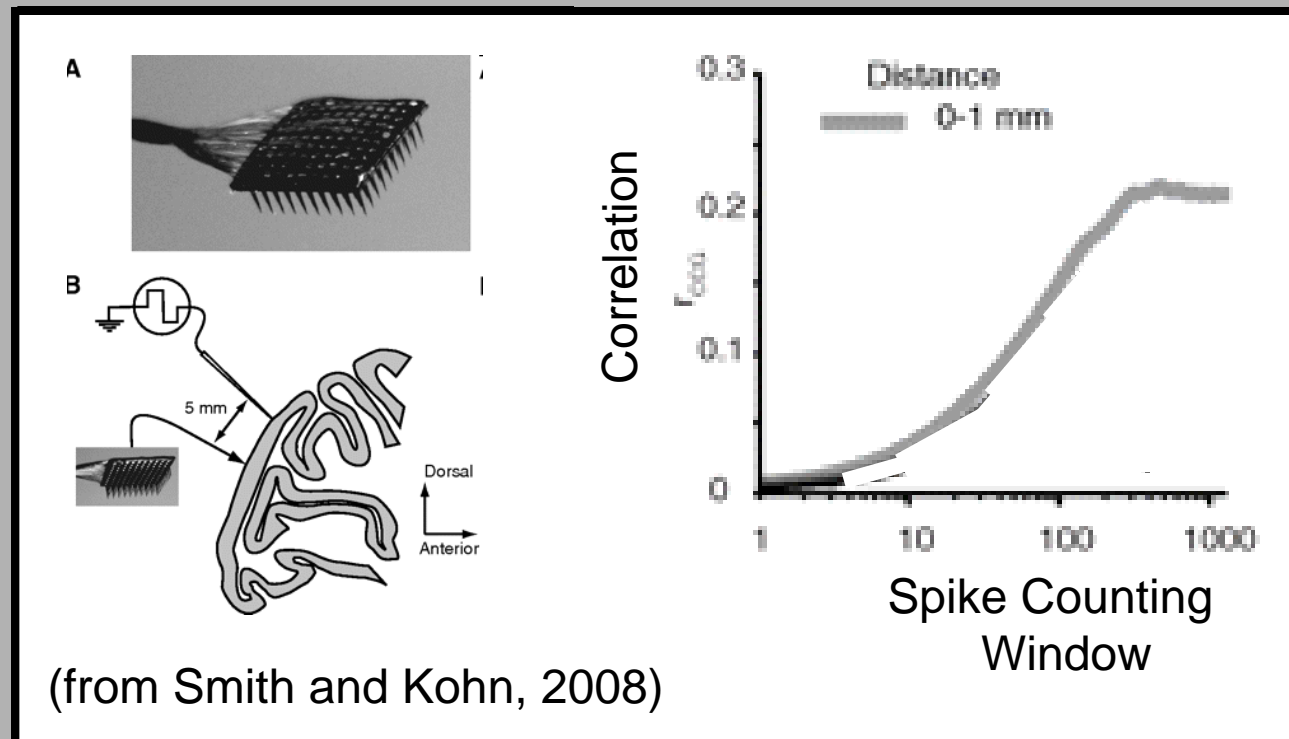 A
B
5 mm
Dorsal
Anterior
(from Smith and Kohn, 2008)
Distance
0-1 mm
Correlation
0.3
0.2
0.1
0
1 10 100 1000
Spike Counting
Window